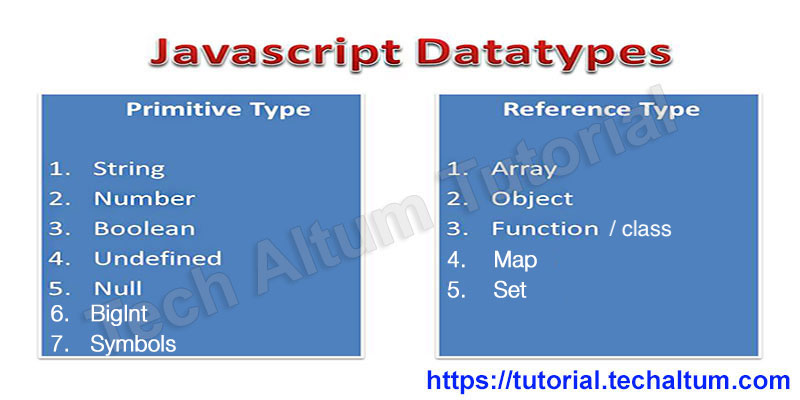 Javascript Datatypes
Primitive Type
1. String
2. Number
3. Boolean
4. Undefined
5. Null
6. BigInt
7. Symbols
Reference Type
1. Array
2. Object
3. Function / class
4. Map
5. Set
Tech Altum Tutorial
https://tutorial.techaltum.com